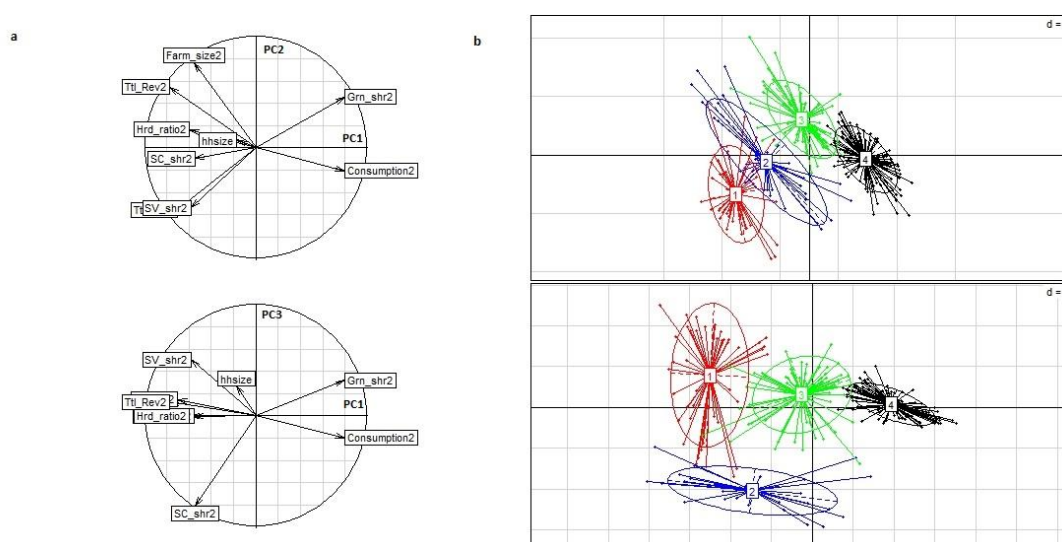 a
PC2
Farm_size2
Ttl_Rev2
Grn_shr2
Hrd_ratio2
hhsize
PC1
SC_shr2
Consumption2
SV_shr2
PC3
SV_shr2
hhsize
Grn_shr2
Ttl_Rev2
PC1
Hrd_ratio2
Consumption2
SC_shr2
b
d =
3
2
4
1
d =
1
3
4
2